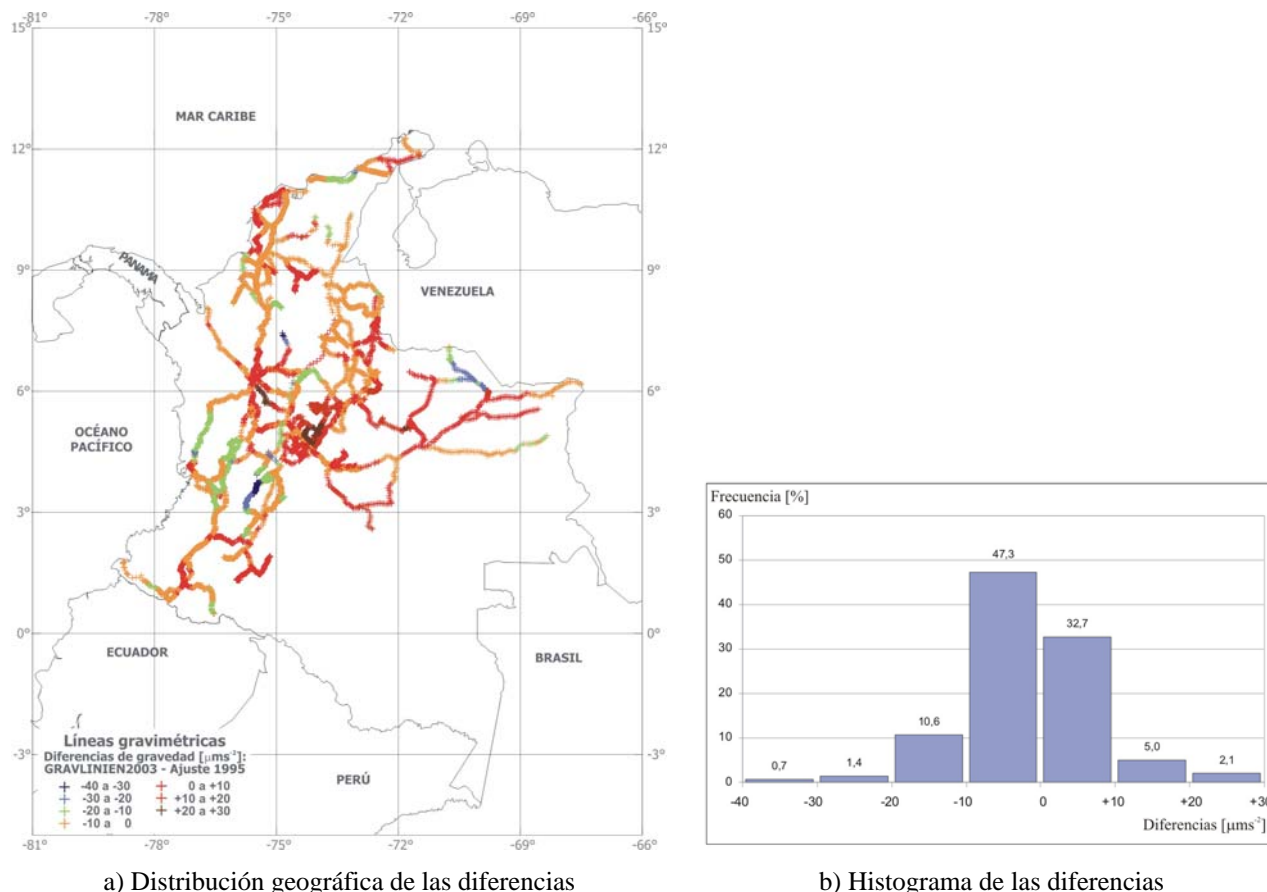 -81° -78° -75° -72° -69° -66°
15° 15°
MAR CARIBE
12° 12°
PANAMA
9° 9°
VENEZUELA
6° 6°
OCÉANO
PACÍFICO
3° 3°
0° 0°
ECUADOR
BRASIL
-3° -3°
PERÚ
Líneas gravimétricas
Diferencias de gravedad [µms⁻²]:
GRAVLINIEN2003 - Ajuste 1995
-40 a -30 0 a +10
-30 a -20 +10 a +20
-20 a -10 +20 a +30
-10 a 0
-81° -78° -75° -72° -69° -66°
a) Distribución geográfica de las diferencias
Frecuencia [%]
60
50
47,3
40
32,7
30
20
10,6
10
5,0
0,7 1,4 2,1
0
-40 -30 -20 -10 0 +10 +20 +30
Diferencias [µms⁻²]
b) Histograma de las diferencias